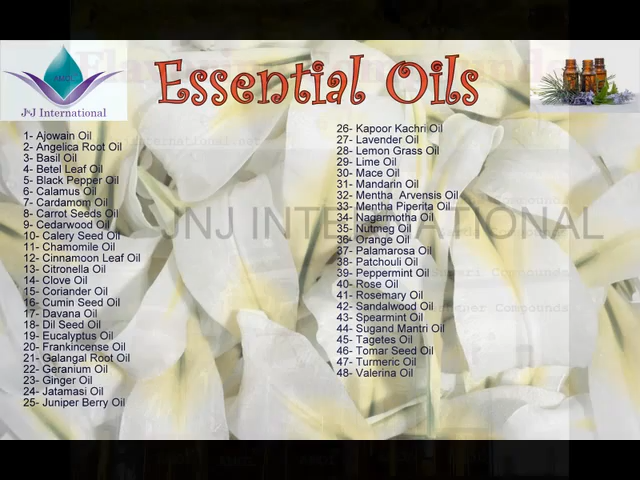 Essential Oils
AMOL
J&J International
1- Ajowain Oil
2- Angelica Root Oil
3- Basil Oil
4- Betel Leaf Oil
5- Black Pepper Oil
6- Calamus Oil
7- Cardamom Oil
8- Carrot Seeds Oil
9- Cedarwood Oil
10- Calery Seed Oil
11- Chamomile Oil
12- Cinnamoon Leaf Oil
13- Citronella Oil
14- Clove Oil
15- Coriander Oil
16- Cumin Seed Oil
17- Davana Oil
18- Dil Seed Oil
19- Eucalyptus Oil
20- Frankincense Oil
21- Galangal Root Oil
22- Geranium Oil
23- Ginger Oil
24- Jatamasi Oil
25- Juniper Berry Oil
26- Kapoor Kachri Oil
27- Lavender Oil
28- Lemon Grass Oil
29- Lime Oil
30- Mace Oil
31- Mandarin Oil
32- Mentha  Arvensis Oil
33- Mentha Piperita Oil
34- Nagarmotha Oil
35- Nutmeg Oil
36- Orange Oil
37- Palamarosa Oil
38- Patchouli Oil
39- Peppermint Oil
40- Rose Oil
41- Rosemary Oil
42- Sandalwood Oil
43- Spearmint Oil
44- Sugand Mantri Oil
45- Tagetes Oil
46- Tomar Seed Oil
47- Turmeric Oil
48- Valerina Oil
JNJ INTERNATIONAL